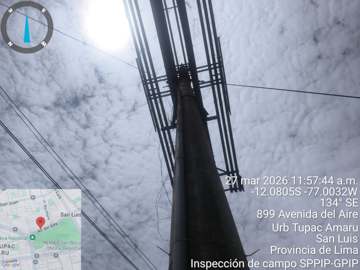 27 mar 2026 11:57:44 a.m.
-12.0805S-77.0032W
134° SE
899 Avenida del Aire
Urb Tupac Amaru
San Luis
Provincia de Lima
Inspección de campo SPPIP-GPIP
San Luis
San